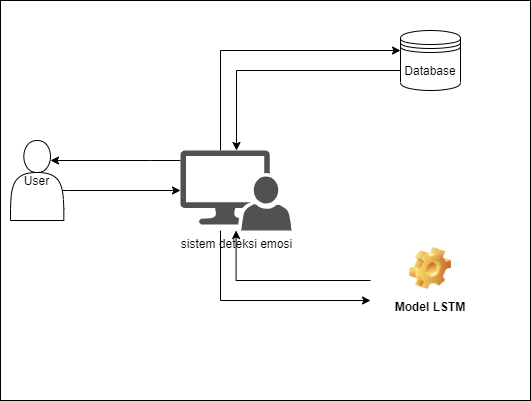 Database
User
sistem deteksi emosi
Model LSTM